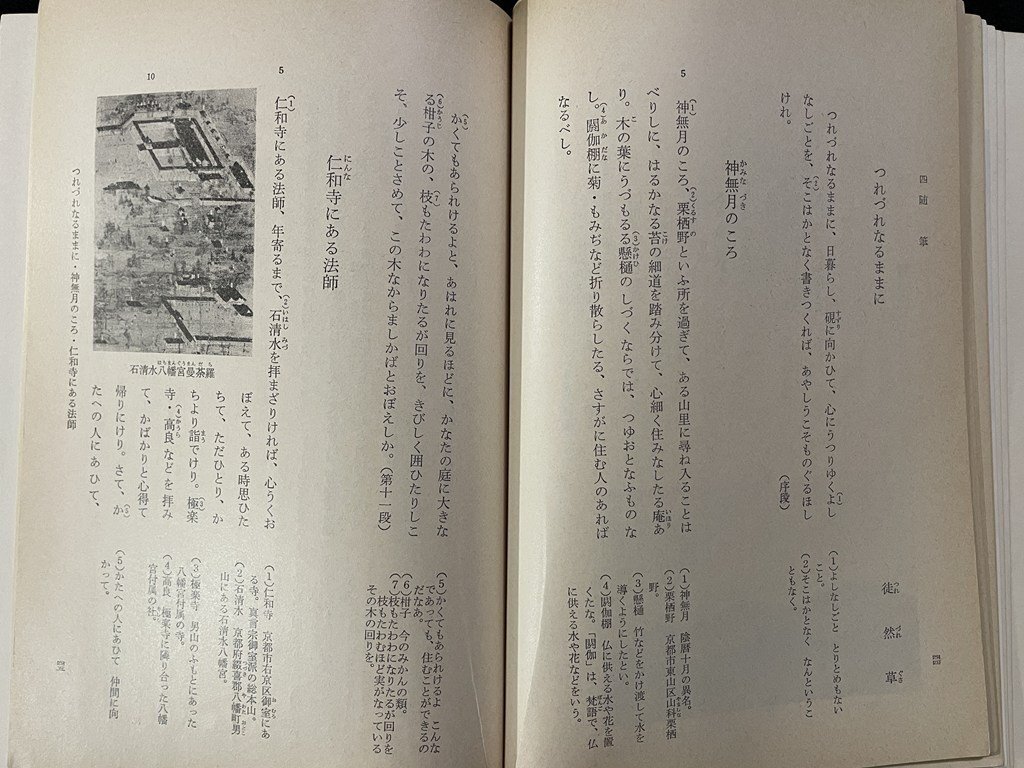 四 随筆
つれづれなるままに
徒然草
つれづれなるままに、日暮らし、硯に向かひて、心にうつりゆくよし
なしごとを、そこはかとなく書きつくれば、あやしうこそものぐるほし
けれ。
(序段)
(1)よしなしごと とりとめもない
こと。
(2)そこはかとなく なんというこ
ともなく。
神無月のころ
5
神無月のころ、栗栖野といふ所を過ぎて、ある山里に尋ね入ることは
べりしに、はるかなる苔の細道を踏み分けて、心細く住みなしたる庵あ
り。木の葉にうづもるる懸樋のしづくならでは、つゆおとなふものな
し。閼伽棚に菊・もみぢなど折り散らしたる、さすがに住む人のあれば
なるべし。
(1)神無月 陰暦十月の異名。
(2)栗栖野 京都市東山区山科栗栖
野。
(3)懸樋 竹などをかけ渡して水を
導くようにしたとい。
(4)閼伽棚 仏に供える水や花を置
くたな。「閼伽」は、梵語で、仏
に供える水や花などをいう。
四四
かくてもあられけるよと、あはれに見るほどに、かなたの庭に大きな
る柑子の木の、枝もたわわになりたるが回りを、きびしく囲ひたりしこ
そ、少しことさめて、この木なからましかばとおぼえしか。(第十一段)
(5)かくてもあられけるよ こんな
であっても、住むことができるの
だなあ。
(6)柑子 今のみかんの類。
(7)枝もたわわになりたるが回りを
枝もたわむほど実がなっている
その木の回りを。
仁和寺にある法師
5
仁和寺にある法師、年寄るまで、石清水を拝まざりければ、心うくお
ぼえて、ある時思ひた
ちて、ただひとり、か
ちより詣でけり。極楽
寺・高良などを拝み
て、かばかりと心得て
帰りにけり。さて、か
たへの人にあひて、
10
石清水八幡宮曼荼羅
(1)仁和寺 京都市右京区御室にあ
る寺。真言宗御室派の総本山。
(2)石清水 京都府綴喜郡八幡町男
山にある石清水八幡宮。
(3)極楽寺 男山のふもとにあった
八幡宮付属の寺。
(4)高良 極楽寺に隣り合った八幡
宮付属の社。
(5)かたへの人にあひて 仲間に向
かって。
つれづれなるままに・神無月のころ・仁和寺にある法師
四五